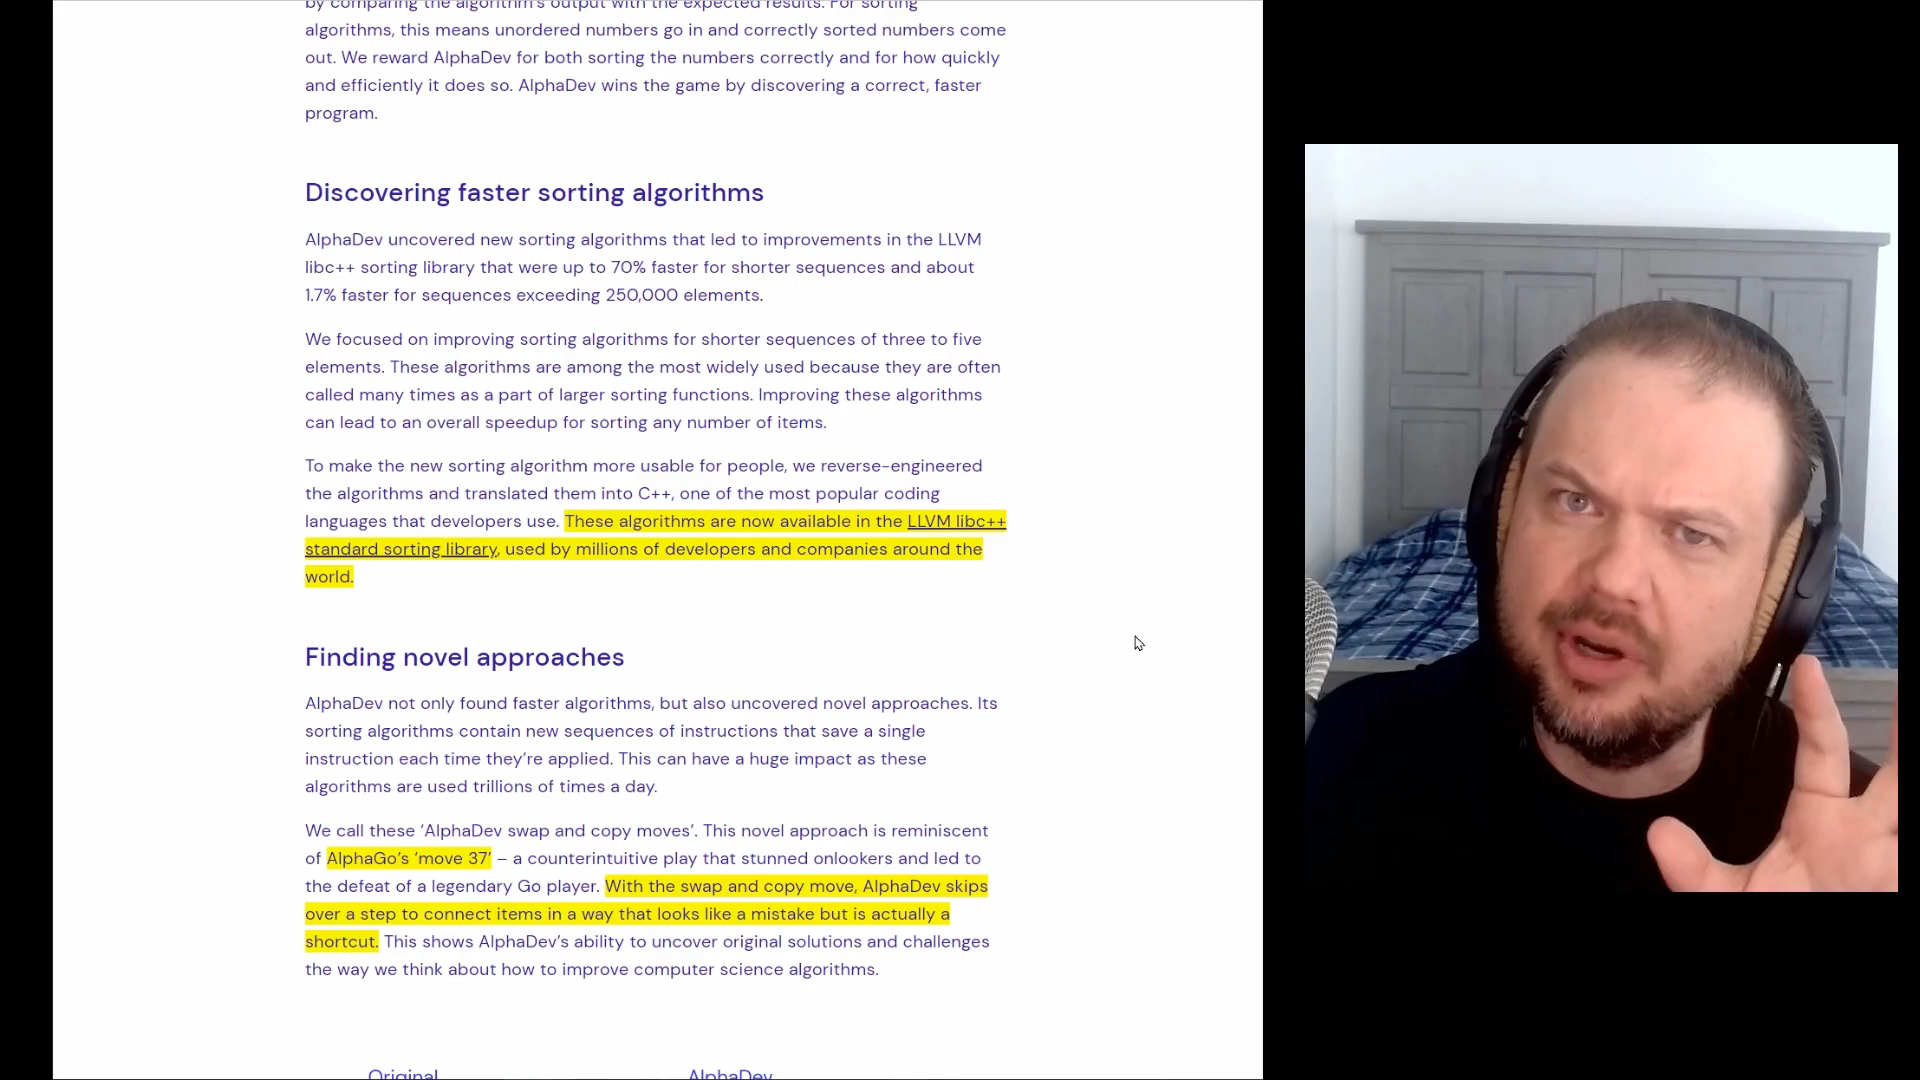 by comparing the algorithm's output with the expected results. For sorting
algorithms, this means unordered numbers go in and correctly sorted numbers come
out. We reward AlphaDev for both sorting the numbers correctly and for how quickly
and efficiently it does so. AlphaDev wins the game by discovering a correct, faster
program.
Discovering faster sorting algorithms
AlphaDev uncovered new sorting algorithms that led to improvements in the LLVM
libc++ sorting library that were up to 70% faster for shorter sequences and about
1.7% faster for sequences exceeding 250,000 elements.
We focused on improving sorting algorithms for shorter sequences of three to five
elements. These algorithms are among the most widely used because they are often
called many times as a part of larger sorting functions. Improving these algorithms
can lead to an overall speedup for sorting any number of items.
To make the new sorting algorithm more usable for people, we reverse-engineered
the algorithms and translated them into C++, one of the most popular coding
languages that developers use. These algorithms are now available in the LLVM libc++
standard sorting library, used by millions of developers and companies around the
world.
Finding novel approaches
AlphaDev not only found faster algorithms, but also uncovered novel approaches. Its
sorting algorithms contain new sequences of instructions that save a single
instruction each time they’re applied. This can have a huge impact as these
algorithms are used trillions of times a day.
We call these ‘AlphaDev swap and copy moves’. This novel approach is reminiscent
of AlphaGo’s ‘move 37’ – a counterintuitive play that stunned onlookers and led to
the defeat of a legendary Go player. With the swap and copy move, AlphaDev skips
over a step to connect items in a way that looks like a mistake but is actually a
shortcut. This shows AlphaDev’s ability to uncover original solutions and challenges
the way we think about how to improve computer science algorithms.
Original AlphaDev